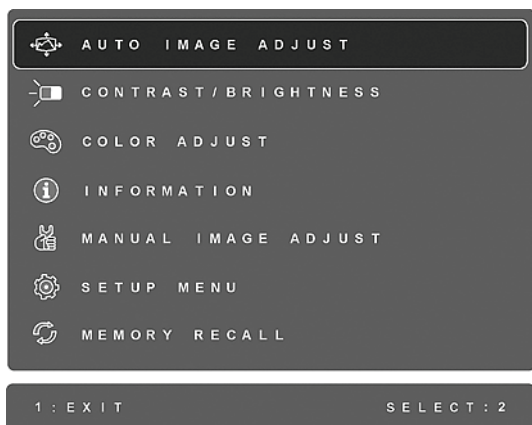 AUTO IMAGE ADJUST
CONTRAST/BRIGHTNESS
COLOR ADJUST
INFORMATION
MANUAL IMAGE ADJUST
SETUP MENU
MEMORY RECALL
1:EXIT SELECT:2